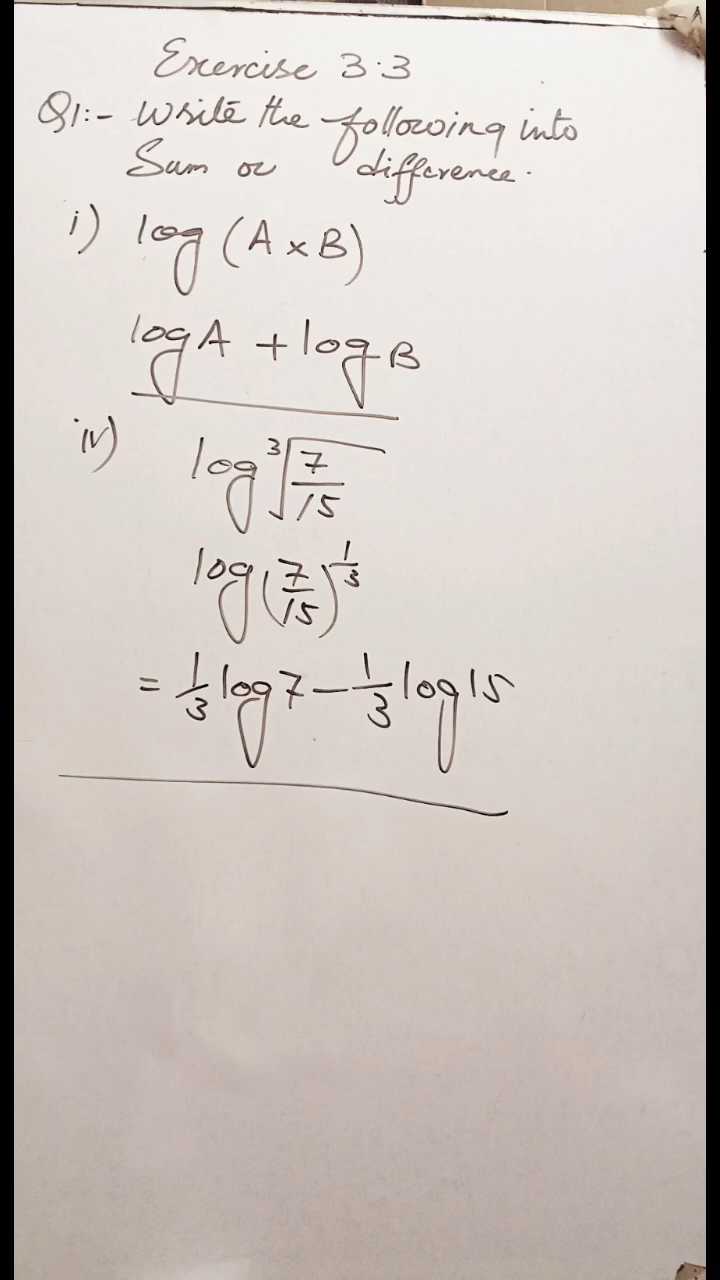 Exercise 3.3
Q1:- Write the following into
Sum or difference.
i) log (A × B)
log A + log B
iv) log ∛(7/15)
log (7/15)^(1/3)
= 1/3 log 7 − 1/3 log 15